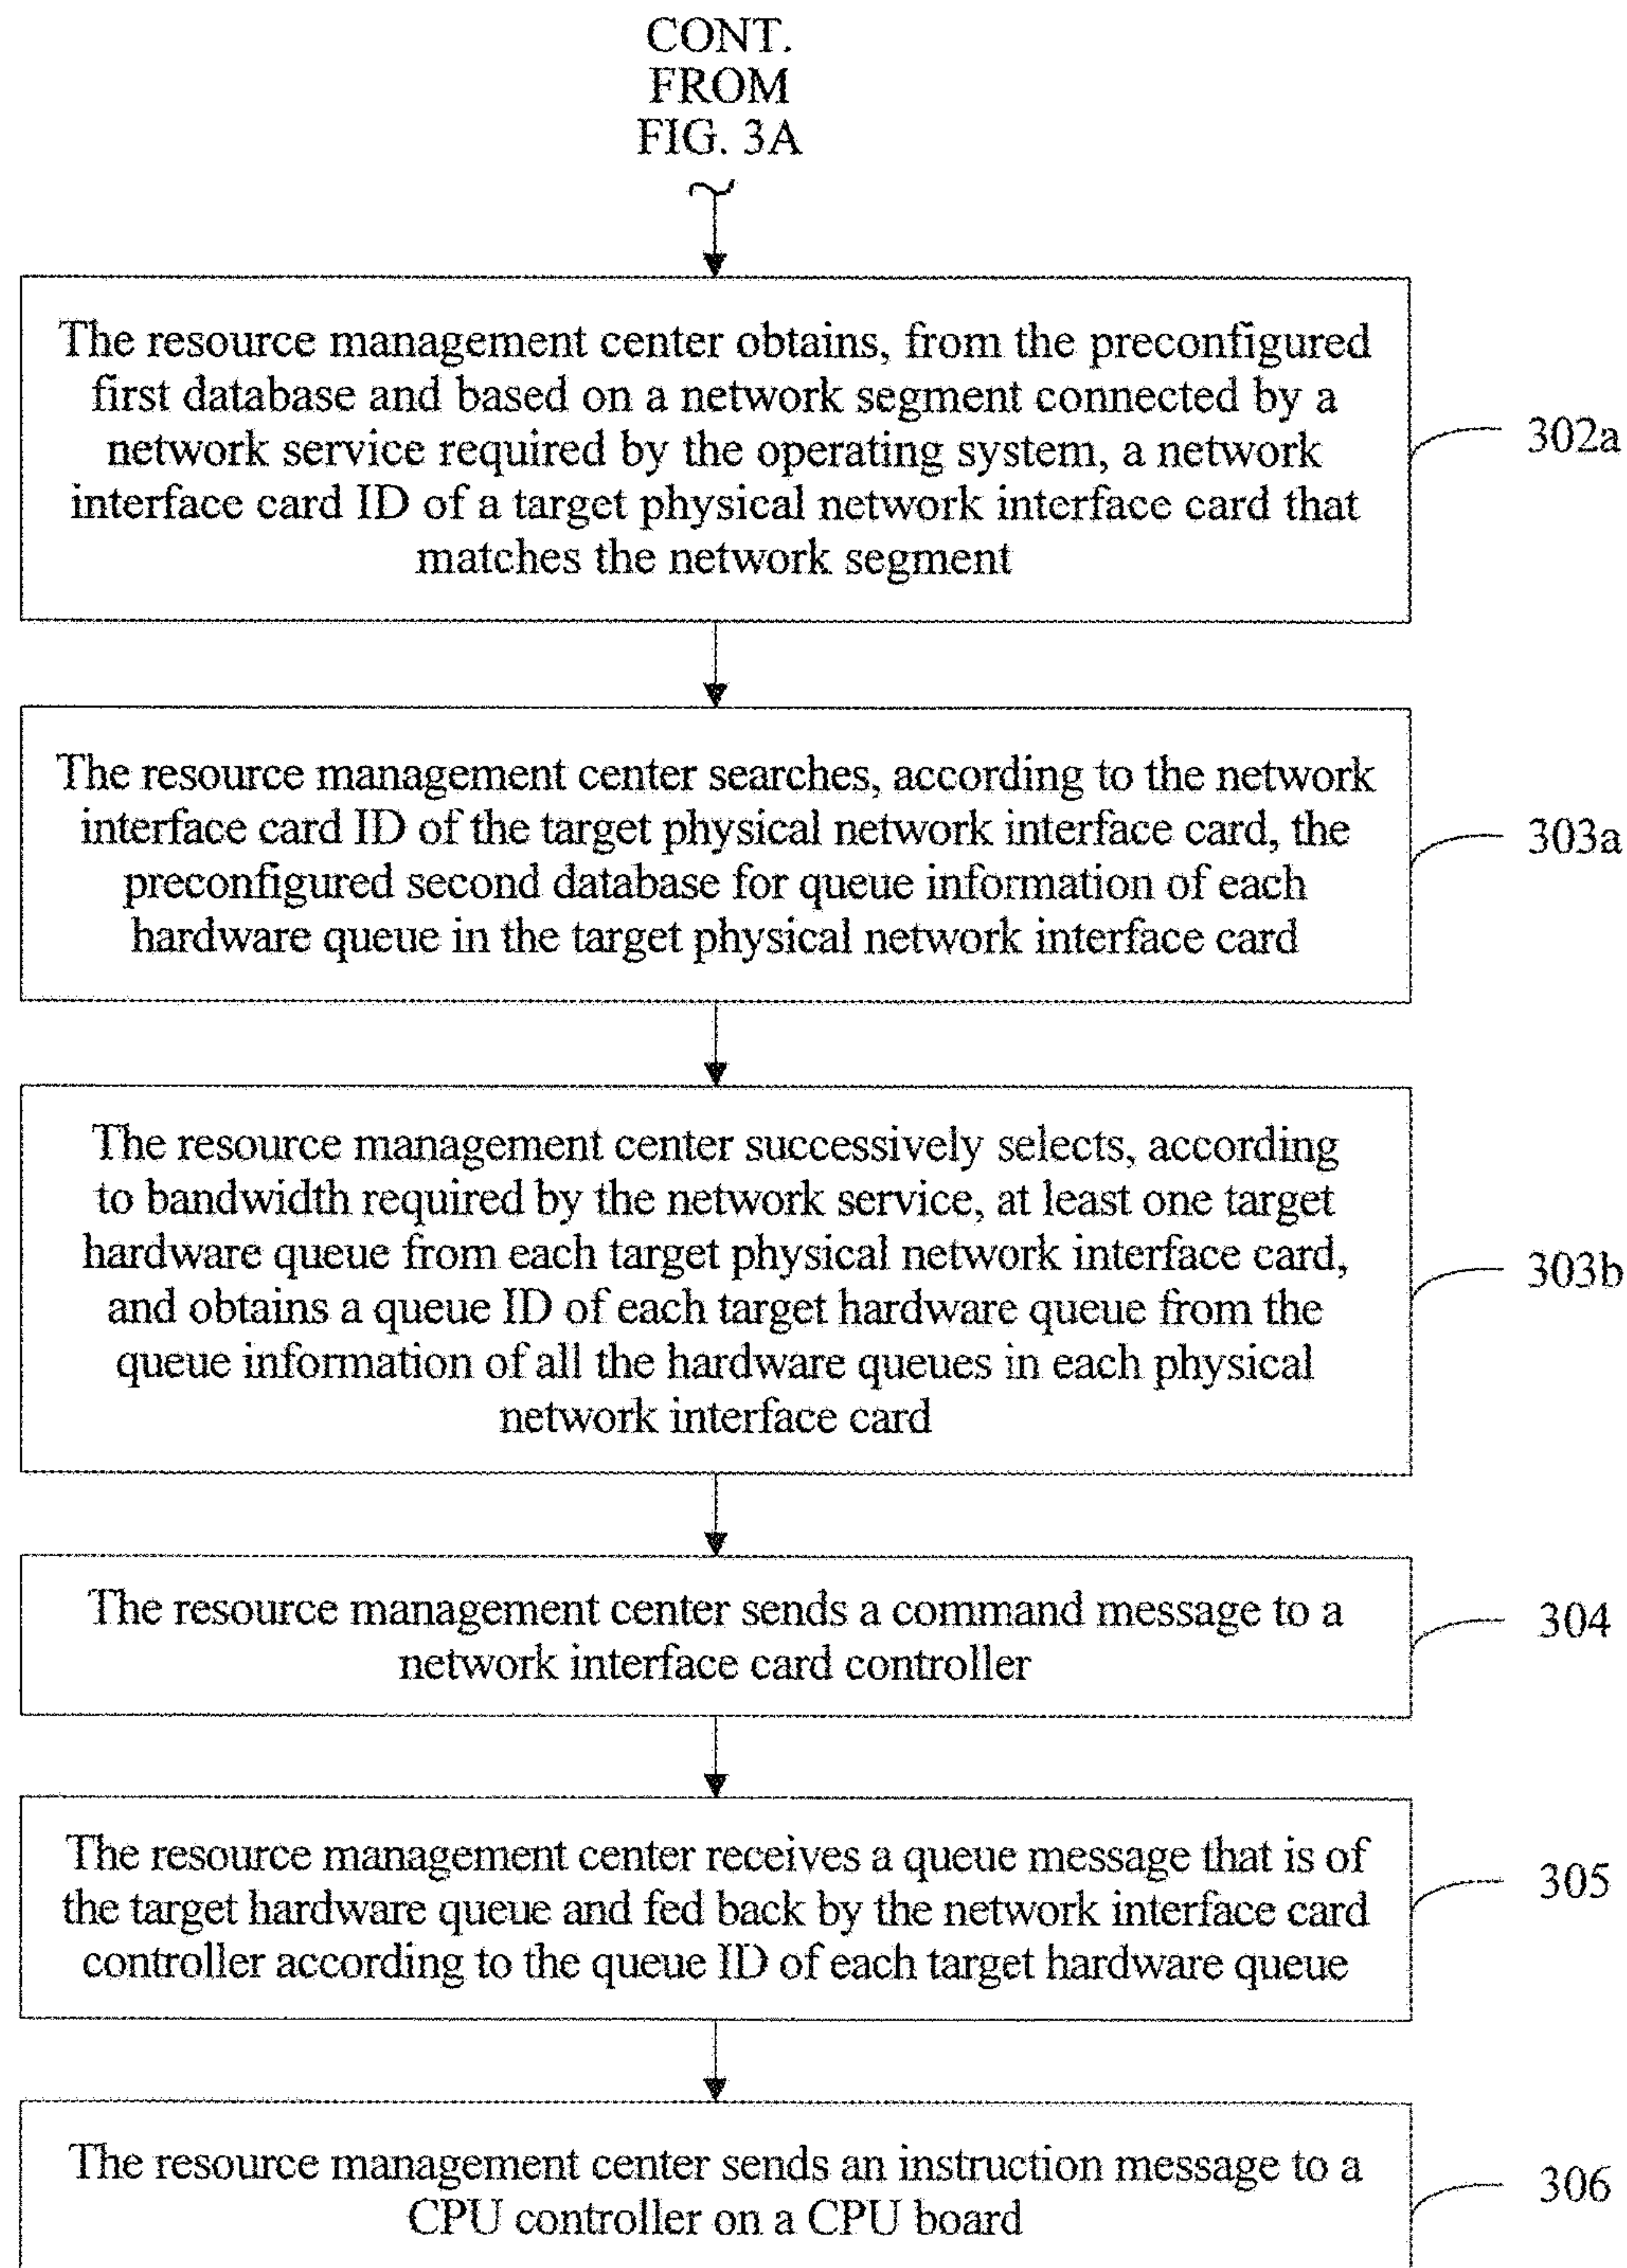 CONT.
FROM
FIG. 3A
The resource management center obtains, from the preconfigured
first database and based on a network segment connected by a
network service required by the operating system, a network
interface card ID of a target physical network interface card that
matches the network segment
302a
The resource management center searches, according to the network
interface card ID of the target physical network interface card, the
preconfigured second database for queue information of each
hardware queue in the target physical network interface card
303a
The resource management center successively selects, according
to bandwidth required by the network service, at least one target
hardware queue from each target physical network interface card,
and obtains a queue ID of each target hardware queue from the
queue information of all the hardware queues in each physical
network interface card
303b
The resource management center sends a command message to a
network interface card controller
304
The resource management center receives a queue message that is of
the target hardware queue and fed back by the network interface card
controller according to the queue ID of each target hardware queue
305
The resource management center sends an instruction message to a
CPU controller on a CPU board
306